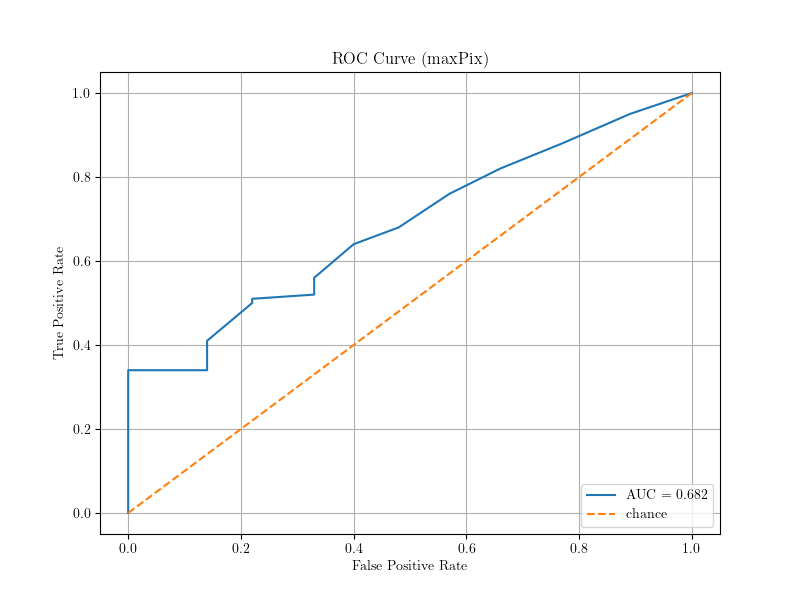 ROC Curve (maxPix)
True Positive Rate
1.0
0.8
0.6
0.4
0.2
0.0
0.0 0.2 0.4 0.6 0.8 1.0
False Positive Rate
AUC = 0.682
chance